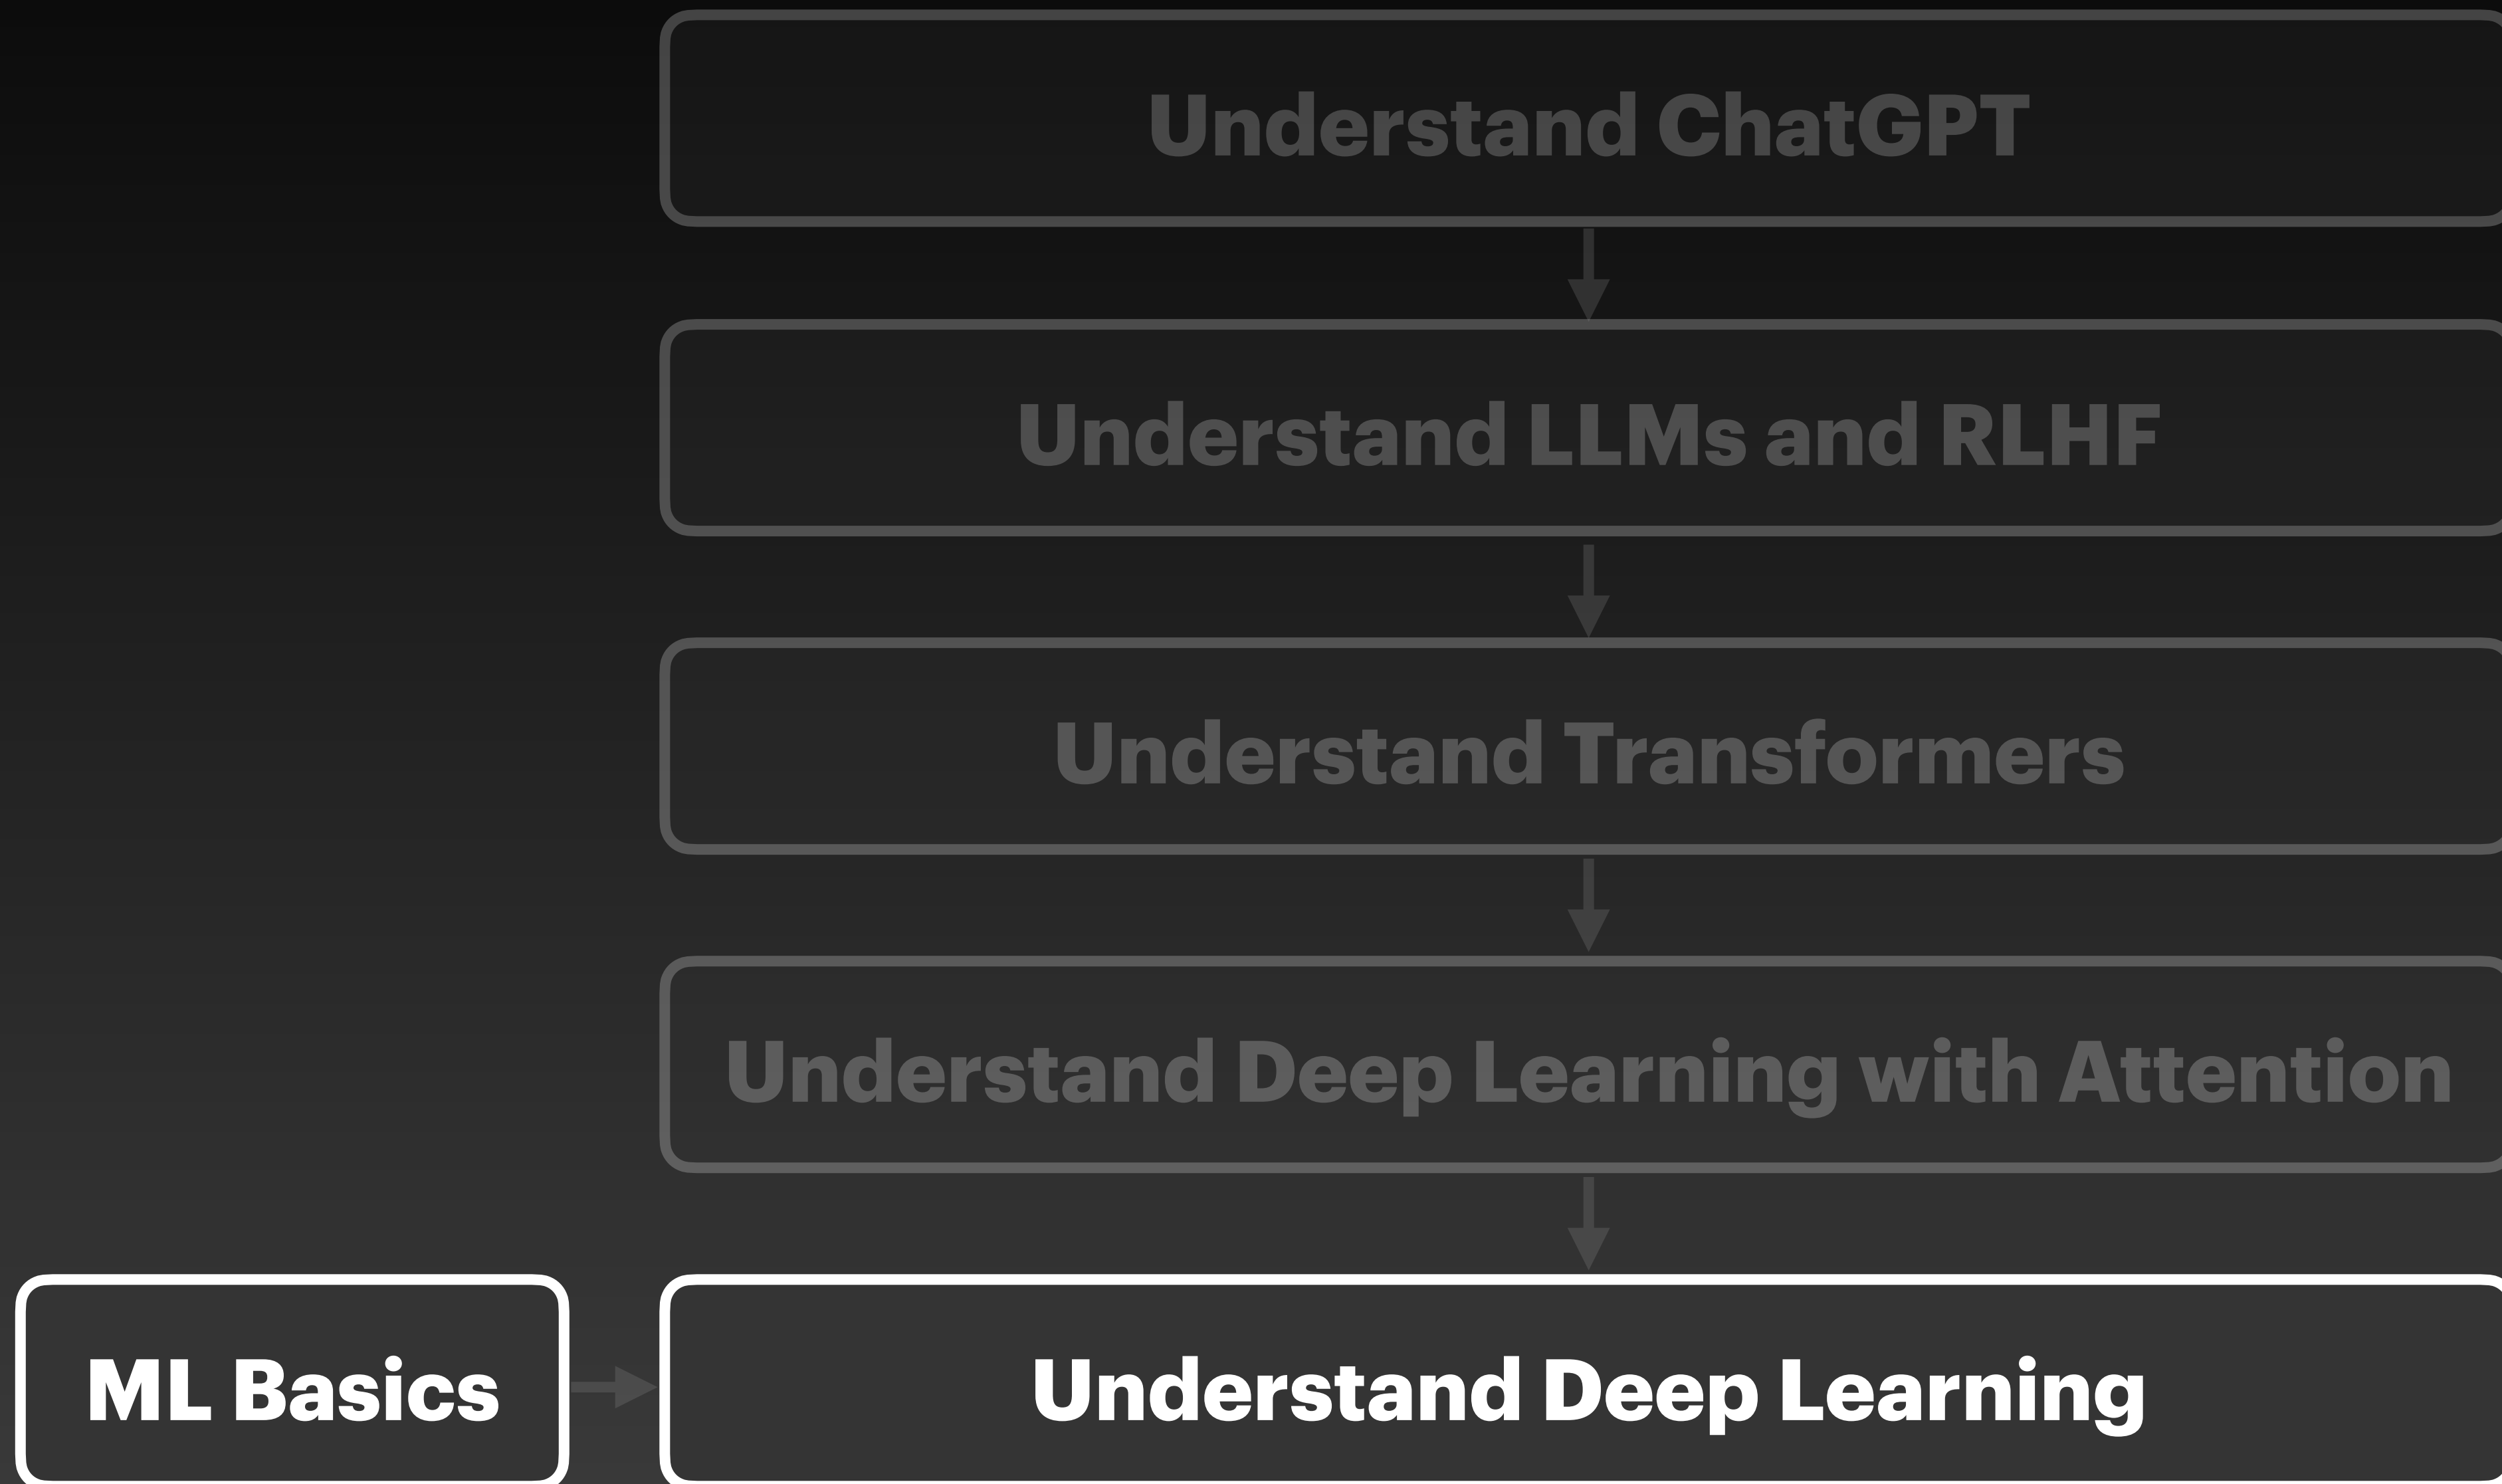 Understand ChatGPT
Understand LLMs and RLHF
Understand Transformers
Understand Deep Learning with Attention
ML Basics
Understand Deep Learning